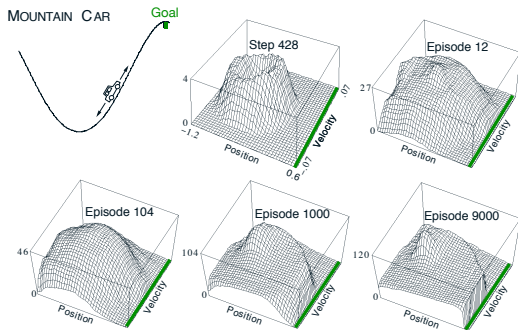 MOUNTAIN CAR
Goal
Step 428
4
0
-1.2
Position
0.6
-.07
Velocity
.07
Episode 12
27
0
Position
Velocity
Episode 104
46
0
Position
Velocity
Episode 1000
104
0
Position
Velocity
Episode 9000
120
0
Position
Velocity